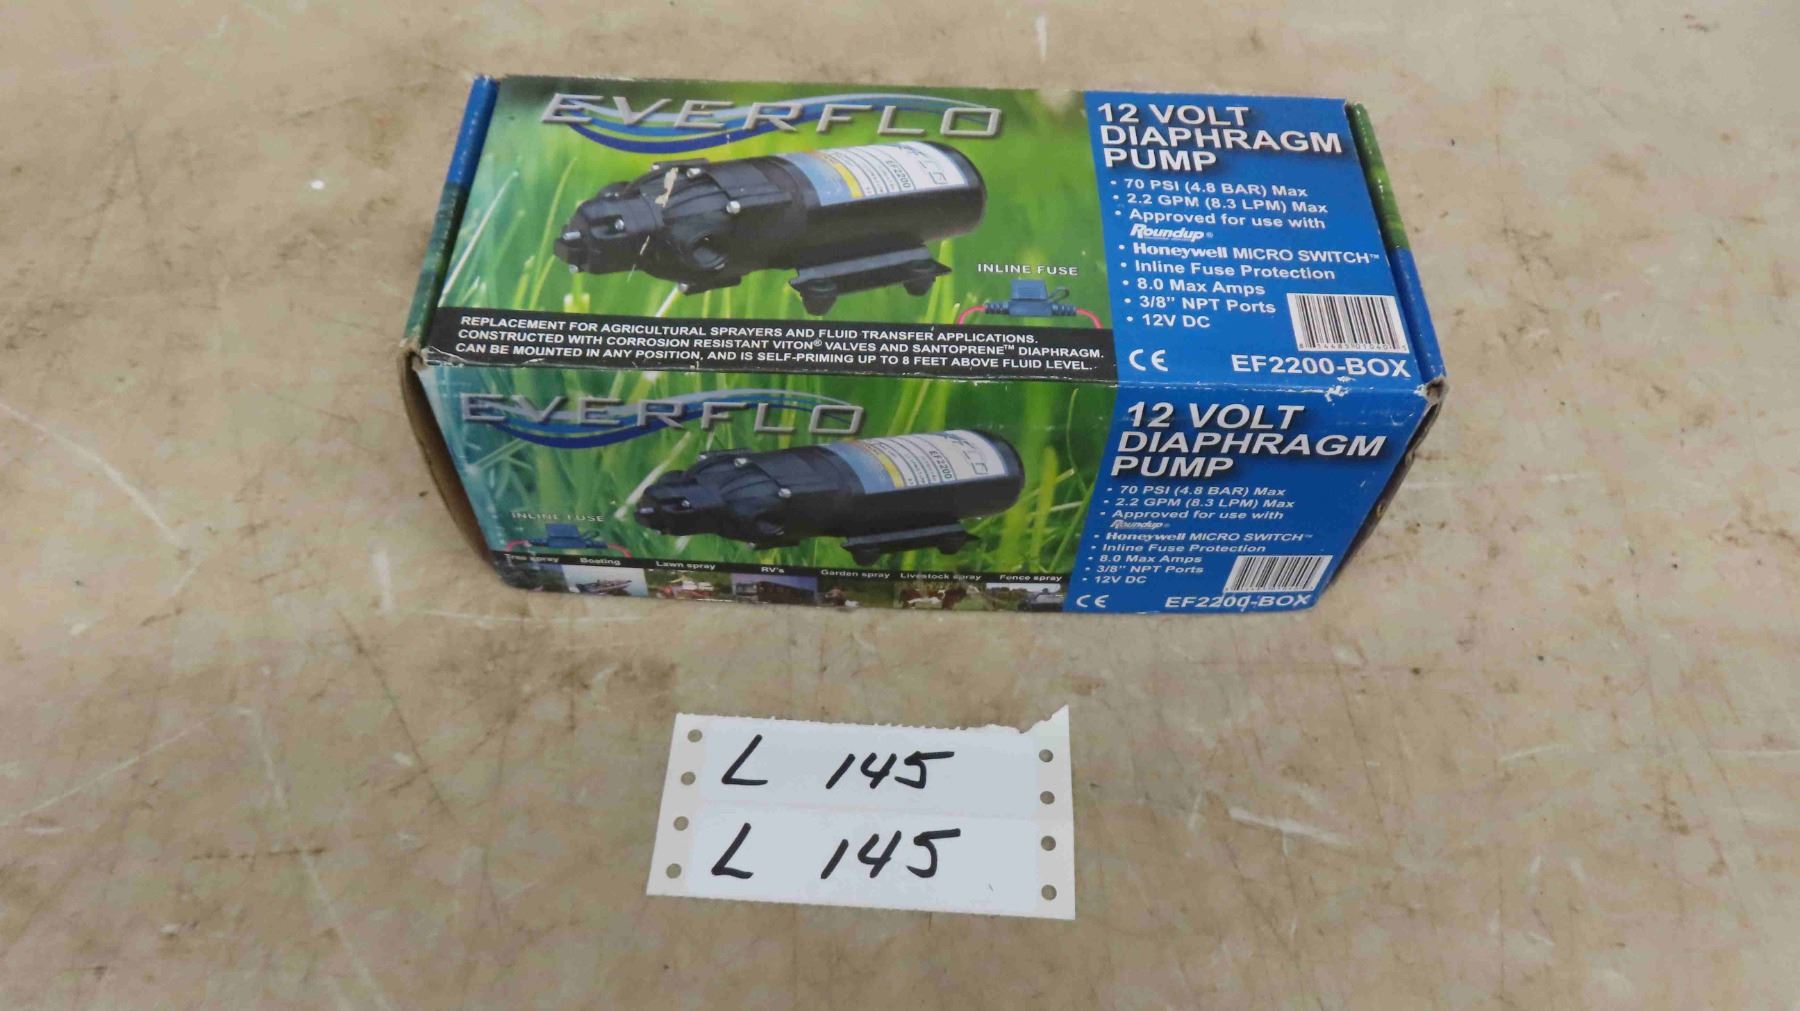 EVERFLO
EF2200
INLINE FUSE
REPLACEMENT FOR AGRICULTURAL SPRAYERS AND FLUID TRANSFER APPLICATIONS.
CONSTRUCTED WITH CORROSION RESISTANT VITON® VALVES AND SANTOPRENE™ DIAPHRAGM.
CAN BE MOUNTED IN ANY POSITION, AND IS SELF-PRIMING UP TO 8 FEET ABOVE FLUID LEVEL.
12 VOLT
DIAPHRAGM
PUMP
• 70 PSI (4.8 BAR) Max
• 2.2 GPM (8.3 LPM) Max
• Approved for use with
Roundup®
• Honeywell MICRO SWITCH™
• Inline Fuse Protection
• 8.0 Max Amps
• 3/8" NPT Ports
• 12V DC
CE
EF2200-BOX
EVERFLO
EF2200
INLINE FUSE
Tree spray Boating Lawn spray RV's Garden spray Livestock spray Fence spray
12 VOLT
DIAPHRAGM
PUMP
• 70 PSI (4.8 BAR) Max
• 2.2 GPM (8.3 LPM) Max
• Approved for use with
Roundup®
• Honeywell MICRO SWITCH™
• Inline Fuse Protection
• 8.0 Max Amps
• 3/8" NPT Ports
• 12V DC
CE
EF2200-BOX
L 145
L 145